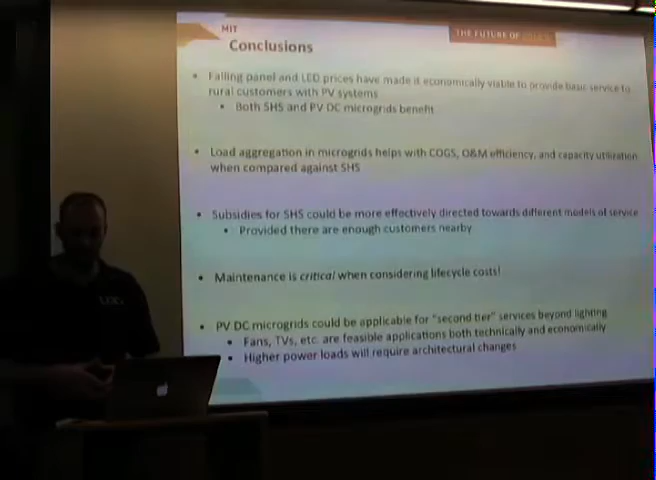 MIT
THE FUTURE OF
Conclusions
• Falling panel and LED prices have made it economically viable to provide basic service to
rural customers with PV systems
• Both SHS and PV DC microgrids benefit
• Load aggregation in microgrids helps with COGS, O&M efficiency, and capacity utilization
when compared against SHS
• Subsidies for SHS could be more effectively directed towards different models of service
• Provided there are enough customers nearby
• Maintenance is critical when considering lifecycle costs!
• PV DC microgrids could be applicable for "second tier" services beyond lighting
• Fans, TVs, etc. are feasible applications both technically and economically
• Higher power loads will require architectural changes